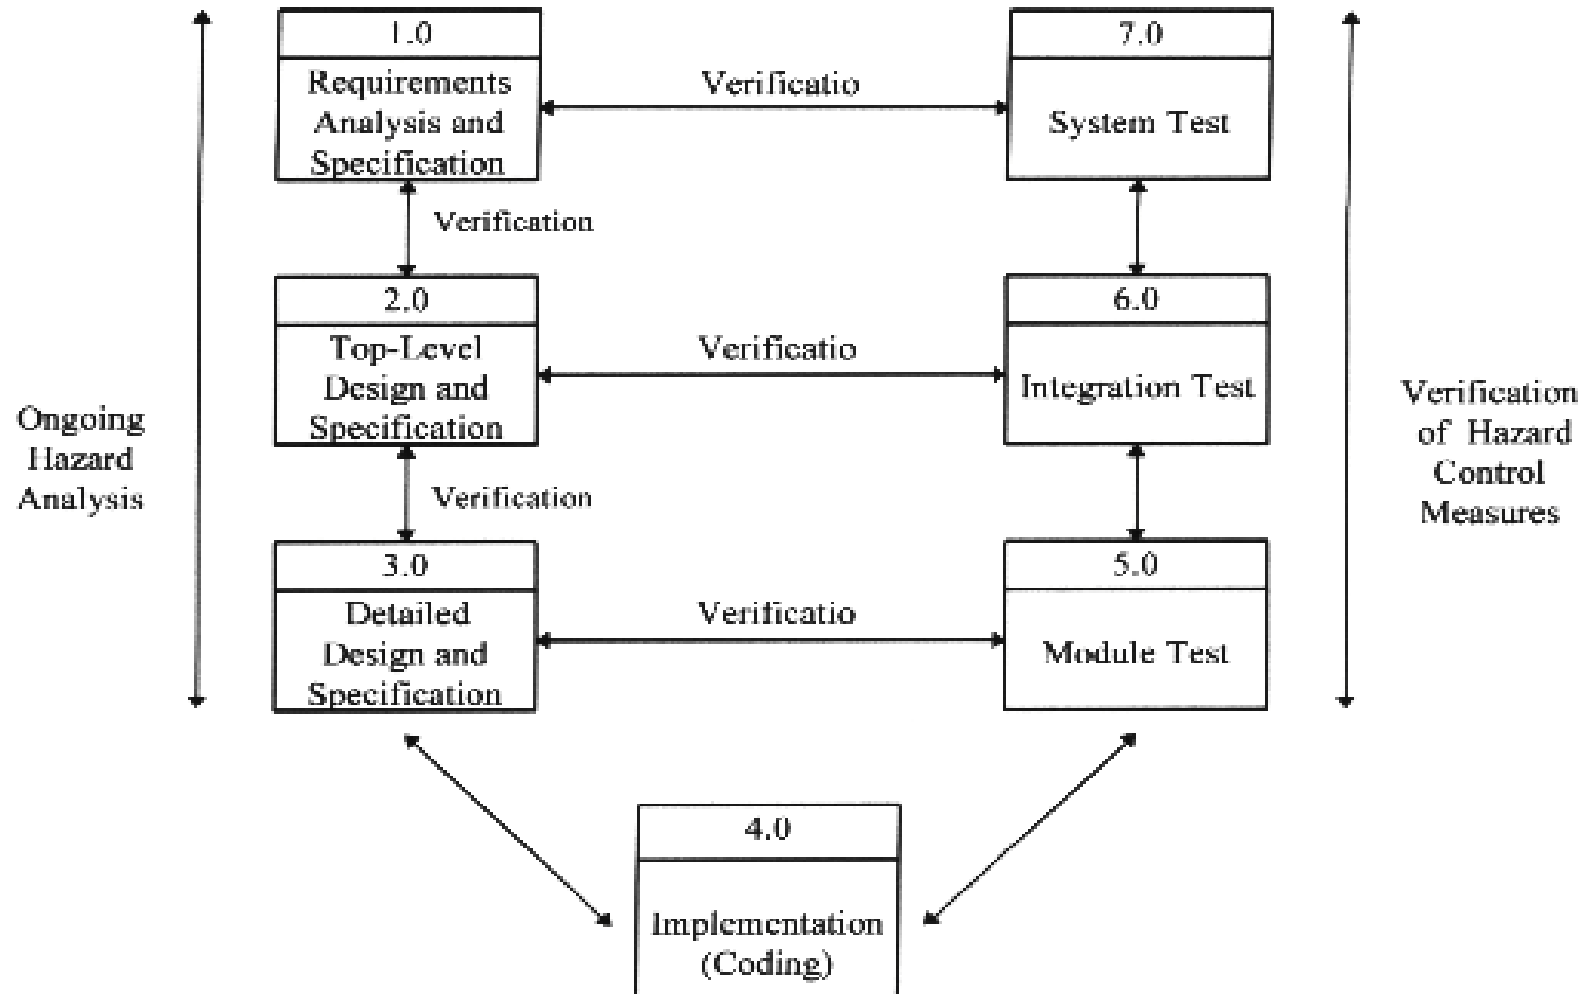 1.0
Requirements
Analysis and
Specification
7.0
System Test
Verificatio
Verification
2.0
Top-Level
Design and
Specification
Verificatio
6.0
Integration Test
Ongoing
Hazard
Analysis
Verification
of Hazard
Control
Measures
Verification
3.0
Detailed
Design and
Specification
Verificatio
5.0
Module Test
4.0
Implementation
(Coding)